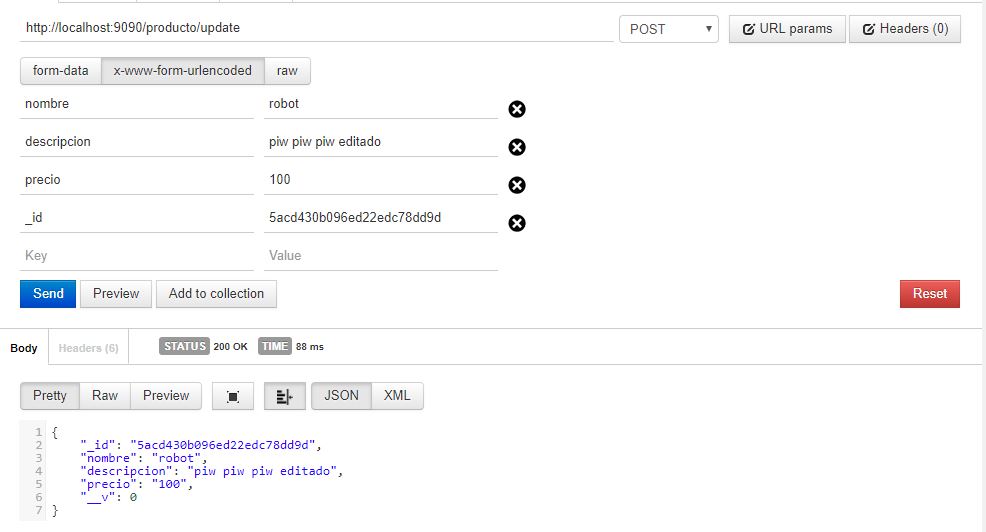 http://localhost:9090/producto/update POST URL params Headers (0)
form-data x-www-form-urlencoded raw
nombre robot
descripcion piw piw piw editado
precio 100
_id 5acd430b096ed22edc78dd9d
Key Value
Send Preview Add to collection Reset
Body Headers (6) STATUS 200 OK TIME 88 ms
Pretty Raw Preview JSON XML
1 {
2 "_id": "5acd430b096ed22edc78dd9d",
3 "nombre": "robot",
4 "descripcion": "piw piw piw editado",
5 "precio": "100",
6 "__v": 0
7 }